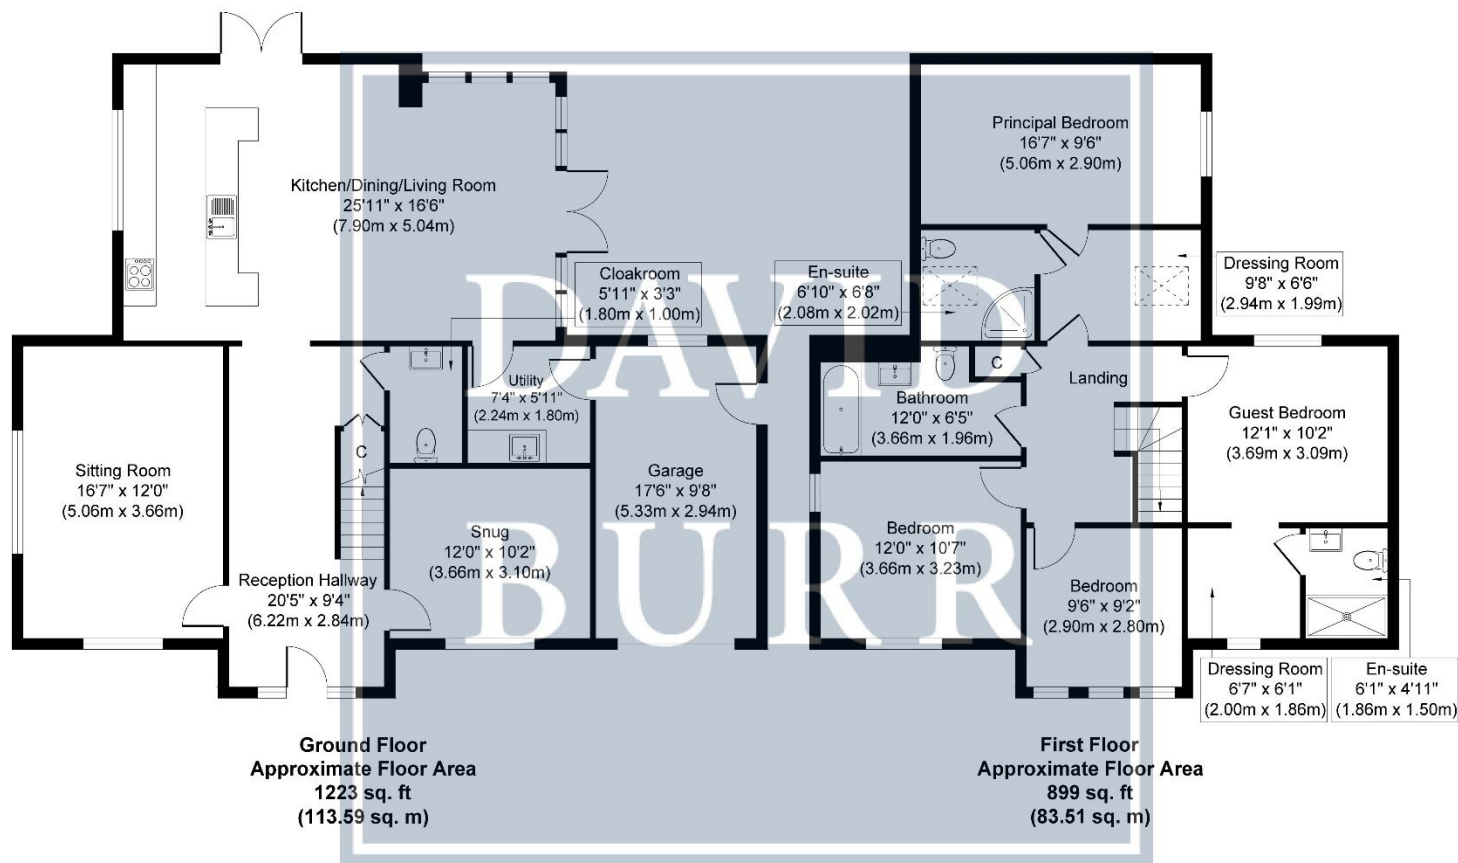 Kitchen/Dining/Living Room
25'11" x 16'6"
(7.90m x 5.04m)
Cloakroom
5'11" x 3'3"
(1.80m x 1.00m)
Utility
7'4" x 5'11"
(2.24m x 1.80m)
Sitting Room
16'7" x 12'0"
(5.06m x 3.66m)
C
Garage
17'6" x 9'8"
(5.33m x 2.94m)
Snug
12'0" x 10'2"
(3.66m x 3.10m)
Reception Hallway
20'5" x 9'4"
(6.22m x 2.84m)
Ground Floor
Approximate Floor Area
1223 sq. ft
(113.59 sq. m)
Principal Bedroom
16'7" x 9'6"
(5.06m x 2.90m)
En-suite
6'10" x 6'8"
(2.08m x 2.02m)
Dressing Room
9'8" x 6'6"
(2.94m x 1.99m)
C
Landing
Bathroom
12'0" x 6'5"
(3.66m x 1.96m)
Guest Bedroom
12'1" x 10'2"
(3.69m x 3.09m)
Bedroom
12'0" x 10'7"
(3.66m x 3.23m)
Bedroom
9'6" x 9'2"
(2.90m x 2.80m)
Dressing Room
6'7" x 6'1"
(2.00m x 1.86m)
En-suite
6'1" x 4'11"
(1.86m x 1.50m)
First Floor
Approximate Floor Area
899 sq. ft
(83.51 sq. m)
DAVID
BURR